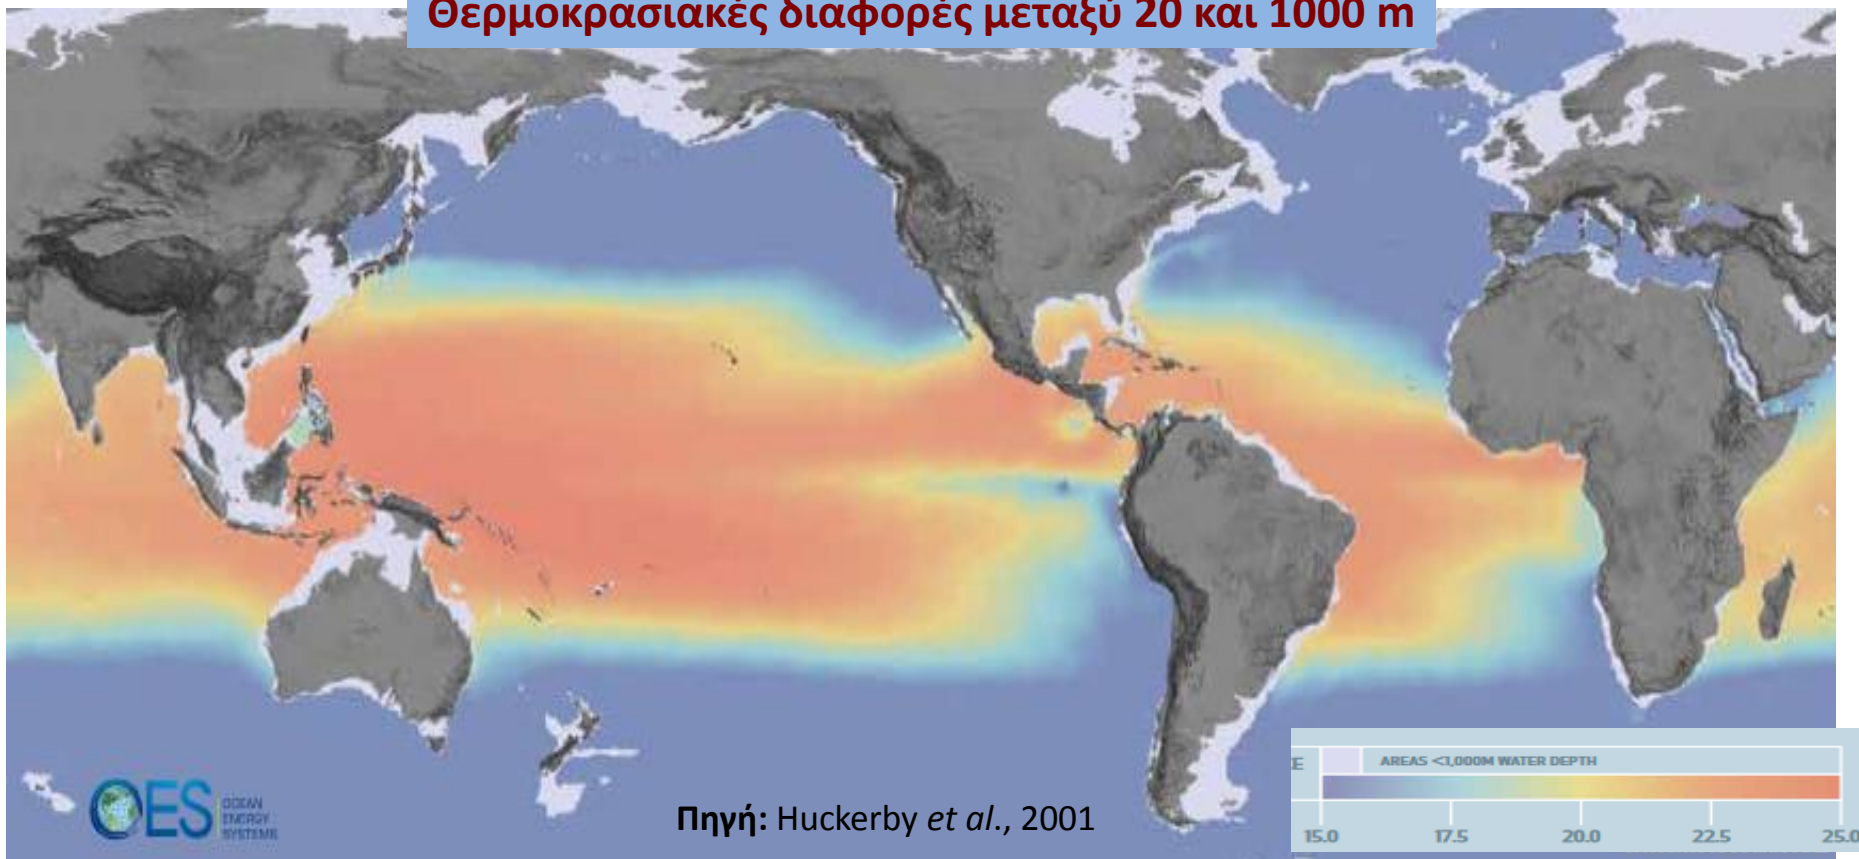 Θερμοκρασιακές διαφορές μεταξύ 20 και 1000 m
OES
OCEAN
ENERGY
SYSTEMS
Πηγή: Huckerby et al., 2001
AREAS <1,000M WATER DEPTH
15.0 17.5 20.0 22.5 25.0